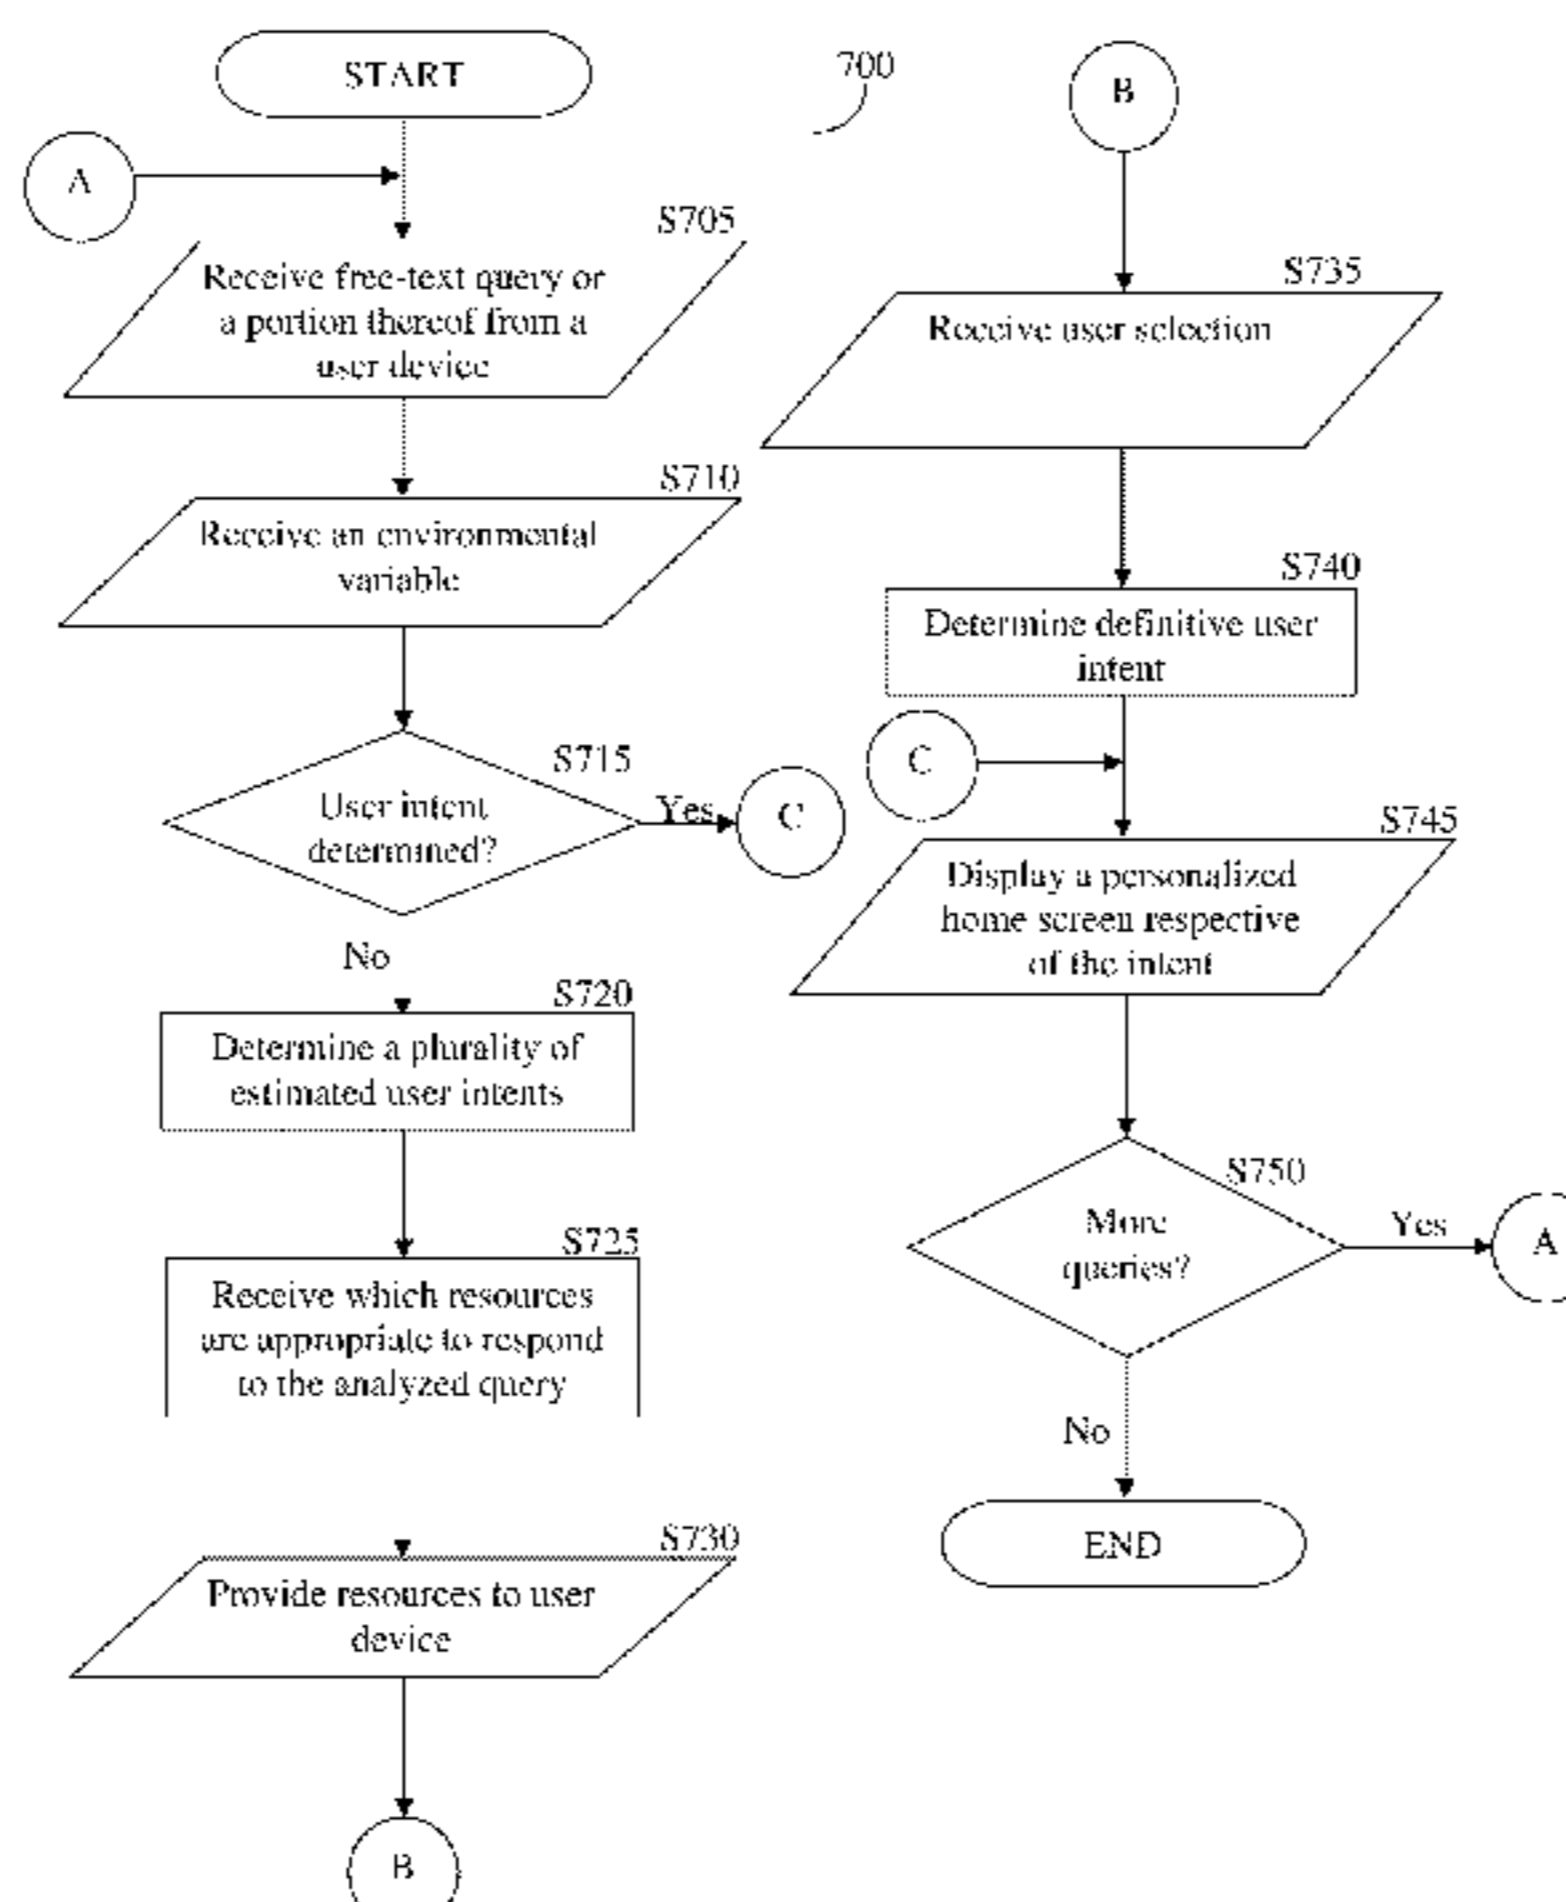 START
A
S705
Receive free-text query or
a portion thereof from a
user device
S710
Receive an environmental
variable
S715
User intent
determined?
Yes
C
No
S720
Determine a plurality of
estimated user intents
S725
Receive which resources
are appropriate to respond
to the analyzed query
S730
Provide resources to user
device
B
700
B
S735
Receive user selection
S740
Determine definitive user
intent
C
S745
Display a personalized
home screen respective
of the intent
S750
More
queries?
Yes
A
No
END